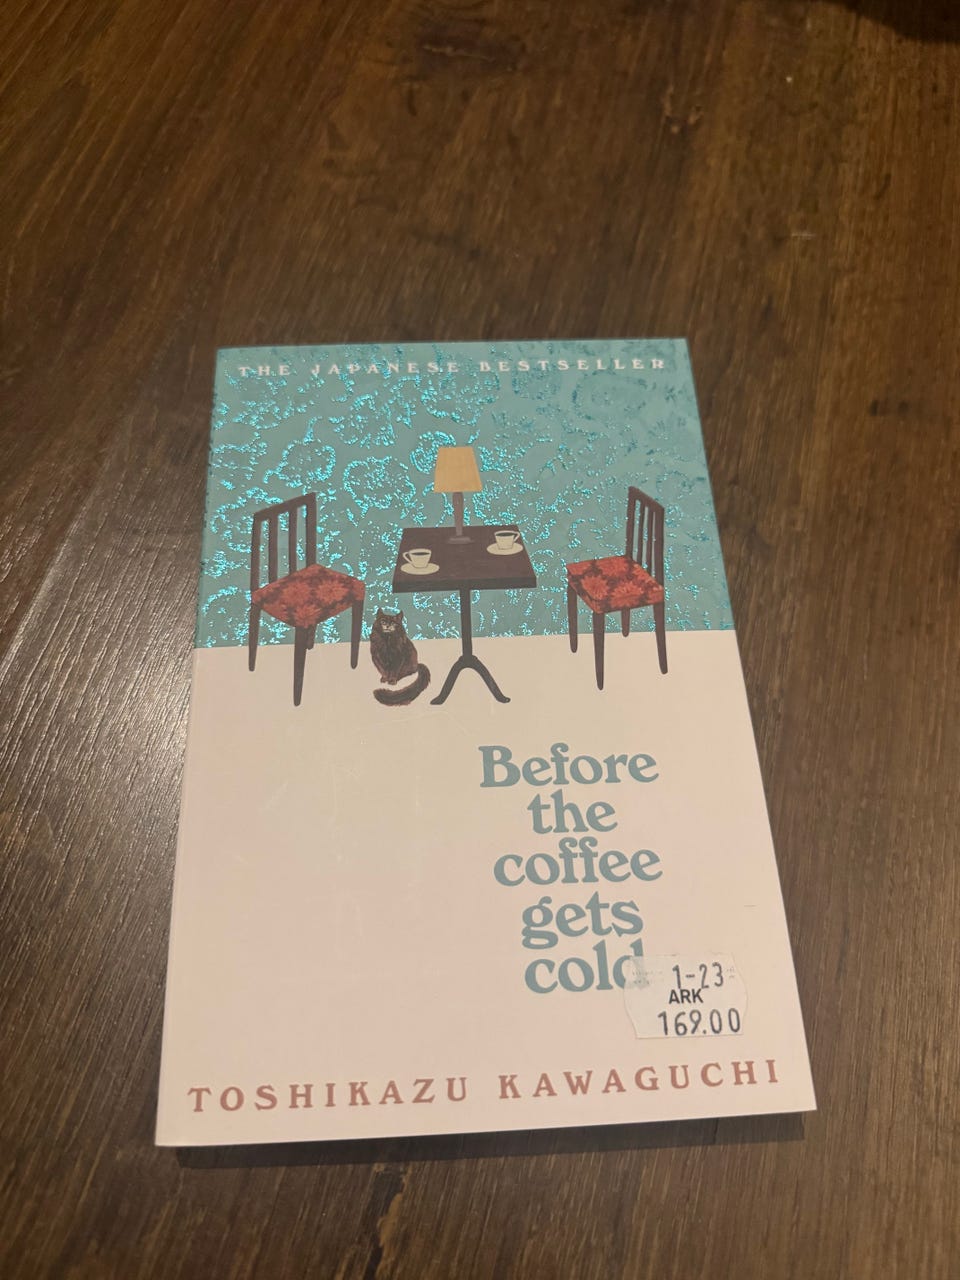 THE JAPANESE BESTSELLER
Before
the
coffee
gets
cold
1-23
ARK
169.00
TOSHIKAZU KAWAGUCHI